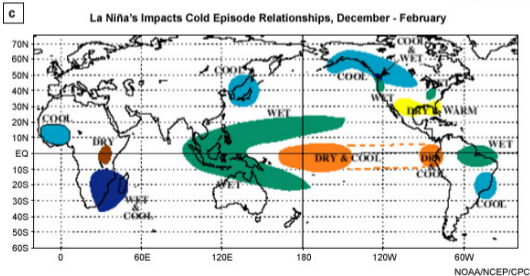 c
La Niña's Impacts Cold Episode Relationships, December - February
70N
60N
50N
40N
30N
20N
10N
EQ
10S
20S
30S
40S
50S
60S
COOL
DRY
WET
&
COOL
COOL
WET
WET
DRY & COOL
COOL
COOL
&
WET
WET
WET
DRY & WARM
DRY
&
COOL
WET
COOL
0
60E
120E
180
120W
60W
NOAA/NCEP/CPC